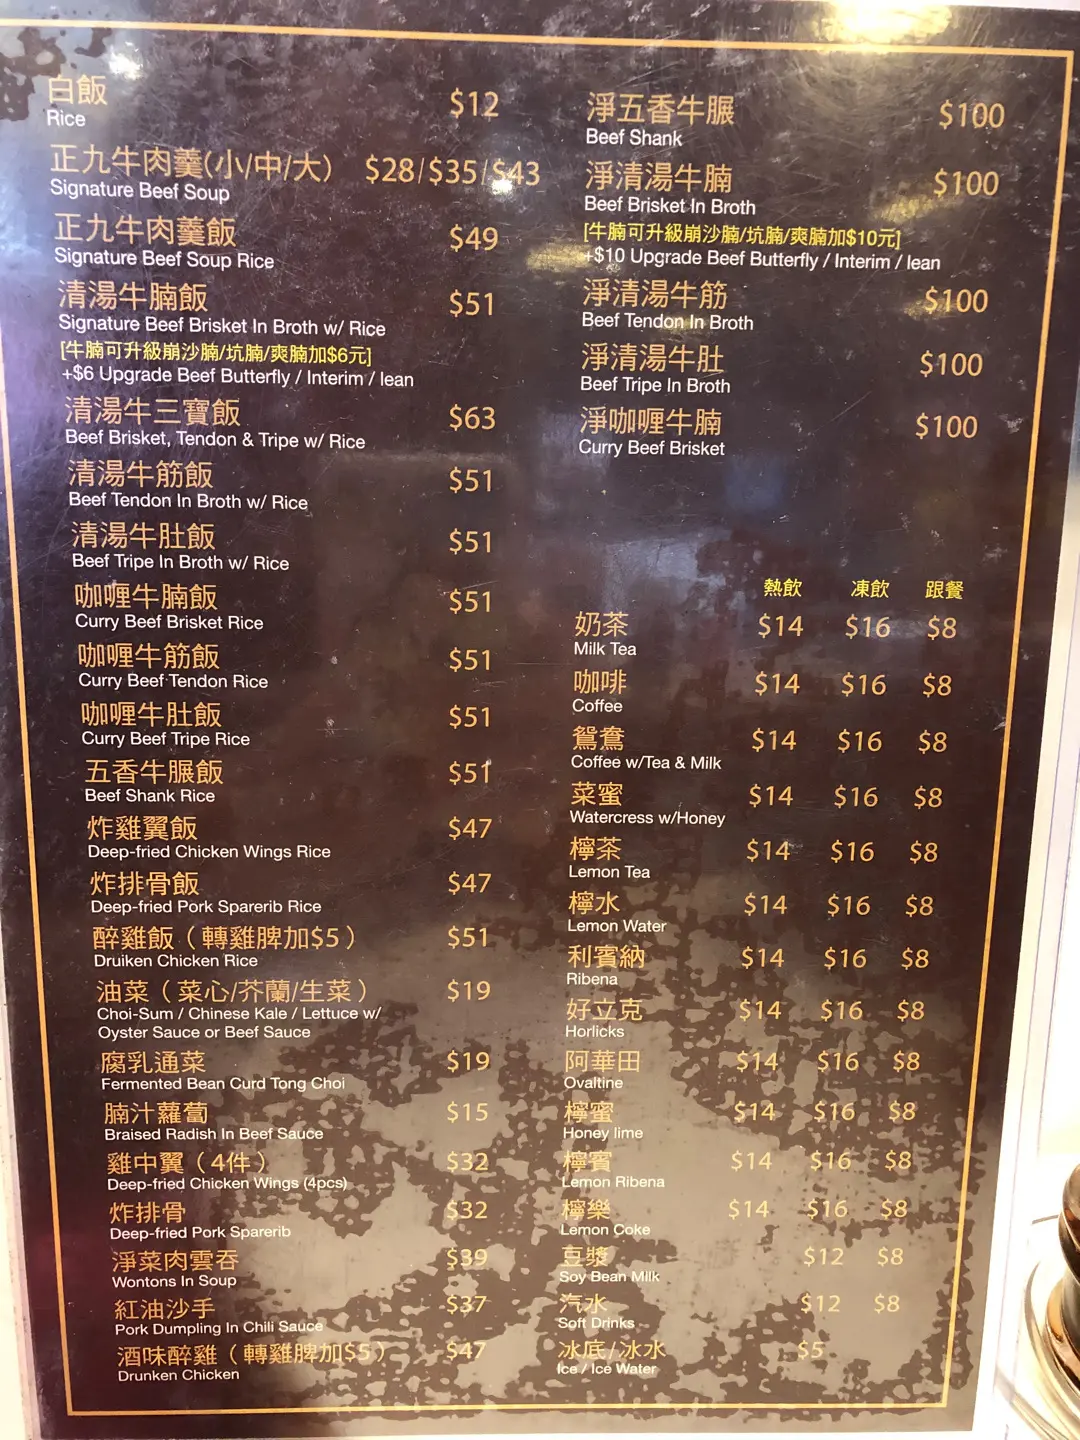 白飯 $12
Rice
正九牛肉羹(小/中/大) $28/$35/$43
Signature Beef Soup
正九牛肉羹飯 $49
Signature Beef Soup Rice
清湯牛腩飯 $51
Signature Beef Brisket In Broth w/ Rice
[牛腩可升級崩沙腩/坑腩/爽腩加$6元]
+$6 Upgrade Beef Butterfly / Interim / lean
清湯牛三寶飯 $63
Beef Brisket, Tendon & Tripe w/ Rice
清湯牛筋飯 $51
Beef Tendon In Broth w/ Rice
清湯牛肚飯 $51
Beef Tripe In Broth w/ Rice
咖喱牛腩飯 $51
Curry Beef Brisket Rice
咖喱牛筋飯 $51
Curry Beef Tendon Rice
咖喱牛肚飯 $51
Curry Beef Tripe Rice
五香牛𦟌飯 $51
Beef Shank Rice
炸雞翼飯 $47
Deep-fried Chicken Wings Rice
炸排骨飯 $47
Deep-fried Pork Sparerib Rice
醉雞飯（轉雞脾加$5） $51
Druiken Chicken Rice
油菜（菜心/芥蘭/生菜） $19
Choi-Sum / Chinese Kale / Lettuce w/
Oyster Sauce or Beef Sauce
腐乳通菜 $19
Fermented Bean Curd Tong Choi
腩汁蘿蔔 $15
Braised Radish In Beef Sauce
雞中翼（4件） $32
Deep-fried Chicken Wings (4pcs)
炸排骨 $32
Deep-fried Pork Sparerib
淨菜肉雲吞 $39
Wontons In Soup
紅油沙手 $37
Pork Dumpling In Chili Sauce
酒味醉雞（轉雞脾加$5） $47
Drunken Chicken
淨五香牛𦟌 $100
Beef Shank
淨清湯牛腩 $100
Beef Brisket In Broth
[牛腩可升級崩沙腩/坑腩/爽腩加$10元]
+$10 Upgrade Beef Butterfly / Interim / lean
淨清湯牛筋 $100
Beef Tendon In Broth
淨清湯牛肚 $100
Beef Tripe In Broth
淨咖喱牛腩 $100
Curry Beef Brisket
熱飲 凍飲 跟餐
奶茶 $14 $16 $8
Milk Tea
咖啡 $14 $16 $8
Coffee
鴛鴦 $14 $16 $8
Coffee w/Tea & Milk
菜蜜 $14 $16 $8
Watercress w/Honey
檸茶 $14 $16 $8
Lemon Tea
檸水 $14 $16 $8
Lemon Water
利賓納 $14 $16 $8
Ribena
好立克 $14 $16 $8
Horlicks
阿華田 $14 $16 $8
Ovaltine
檸蜜 $14 $16 $8
Honey lime
檸賓 $14 $16 $8
Lemon Ribena
檸樂 $14 $16 $8
Lemon Coke
豆漿 $12 $8
Soy Bean Milk
汽水 $12 $8
Soft Drinks
冰底/冰水 $5
Ice / Ice Water